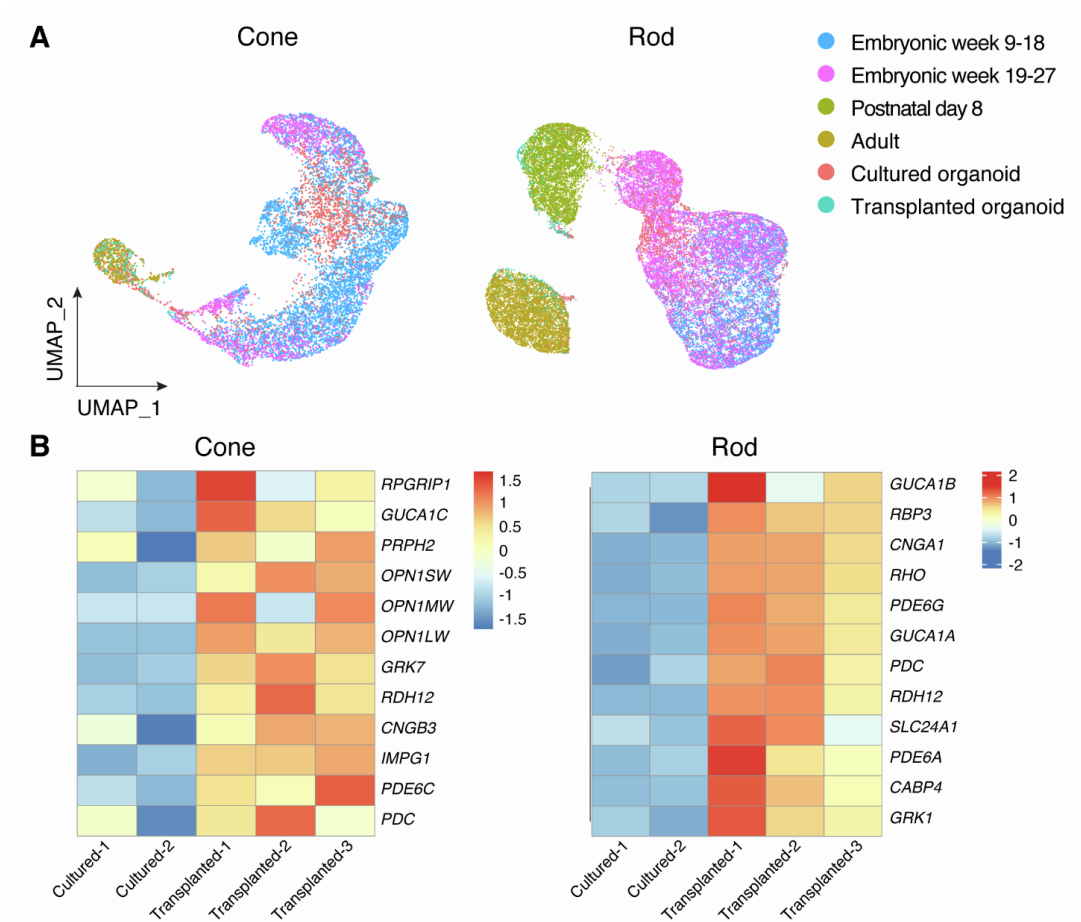 A
Cone
Rod
Embryonic week 9-18
Embryonic week 19-27
Postnatal day 8
Adult
Cultured organoid
Transplanted organoid
UMAP_2
UMAP_1
B
Cone
RPGRIP1
GUCA1C
PRPH2
OPN1SW
OPN1MW
OPN1LW
GRK7
RDH12
CNGB3
IMPG1
PDE6C
PDC
1.5
1
0.5
0
-0.5
-1
-1.5
Cultured-1
Cultured-2
Transplanted-1
Transplanted-2
Transplanted-3
Rod
GUCA1B
RBP3
CNGA1
RHO
PDE6G
GUCA1A
PDC
RDH12
SLC24A1
PDE6A
CABP4
GRK1
2
1
0
-1
-2
Cultured-1
Cultured-2
Transplanted-1
Transplanted-2
Transplanted-3